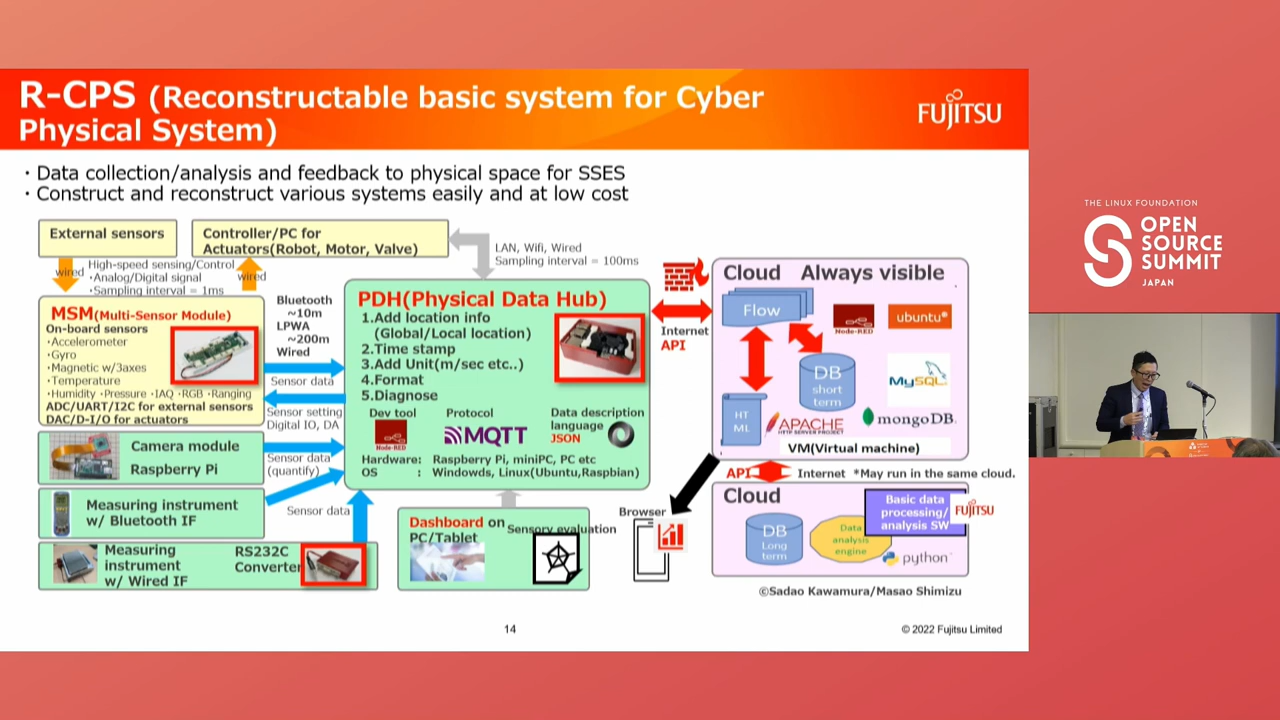 R-CPS (Reconstructable basic system for Cyber
Physical System)
FUJITSU
・Data collection/analysis and feedback to physical space for SSES
・Construct and reconstruct various systems easily and at low cost
External sensors
Controller/PC for
Actuators(Robot, Motor, Valve)
LAN, Wifi, Wired
Sampling interval = 100ms
wired
High-speed sensing/Control
・Analog/Digital signal
・Sampling interval = 1ms
wired
MSM(Multi-Sensor Module)
On-board sensors
・Accelerometer
・Gyro
・Magnetic w/3axes
・Temperature
・Humidity ・Pressure ・IAQ ・RGB ・Ranging
ADC/UART/I2C for external sensors
DAC/D-I/O for actuators
Bluetooth
~10m
LPWA
~200m
Wired
Sensor data
Sensor setting
Digital IO, DA
Sensor data
(quantify)
Sensor data
Camera module
Raspberry Pi
Measuring instrument
w/ Bluetooth IF
Measuring
instrument
w/ Wired IF
RS232C
Converter
PDH(Physical Data Hub)
1.Add location info
(Global/Local location)
2.Time stamp
3.Add Unit(m/sec etc..)
4.Format
5.Diagnose
Dev tool
Node-RED
Protocol
MQTT
Data description
language
JSON
Hardware: Raspberry Pi, miniPC, PC etc
OS : Windowds, Linux(Ubuntu,Raspbian)
Dashboard on
PC/Tablet
Sensory evaluation
Internet
API
Browser
Cloud Always visible
Flow
Node-RED
ubuntu
DB
short
term
MySQL
HT
ML
APACHE
HTTP SERVER PROJECT
mongoDB
VM(Virtual machine)
API
Internet *May run in the same cloud.
Cloud
Basic data
processing/
analysis SW
FUJITSU
DB
Long
term
Data
analysis
engine
python
©Sadao Kawamura/Masao Shimizu
14
© 2022 Fujitsu Limited
THE LINUX FOUNDATION
OPEN
SOURCE
SUMMIT
JAPAN